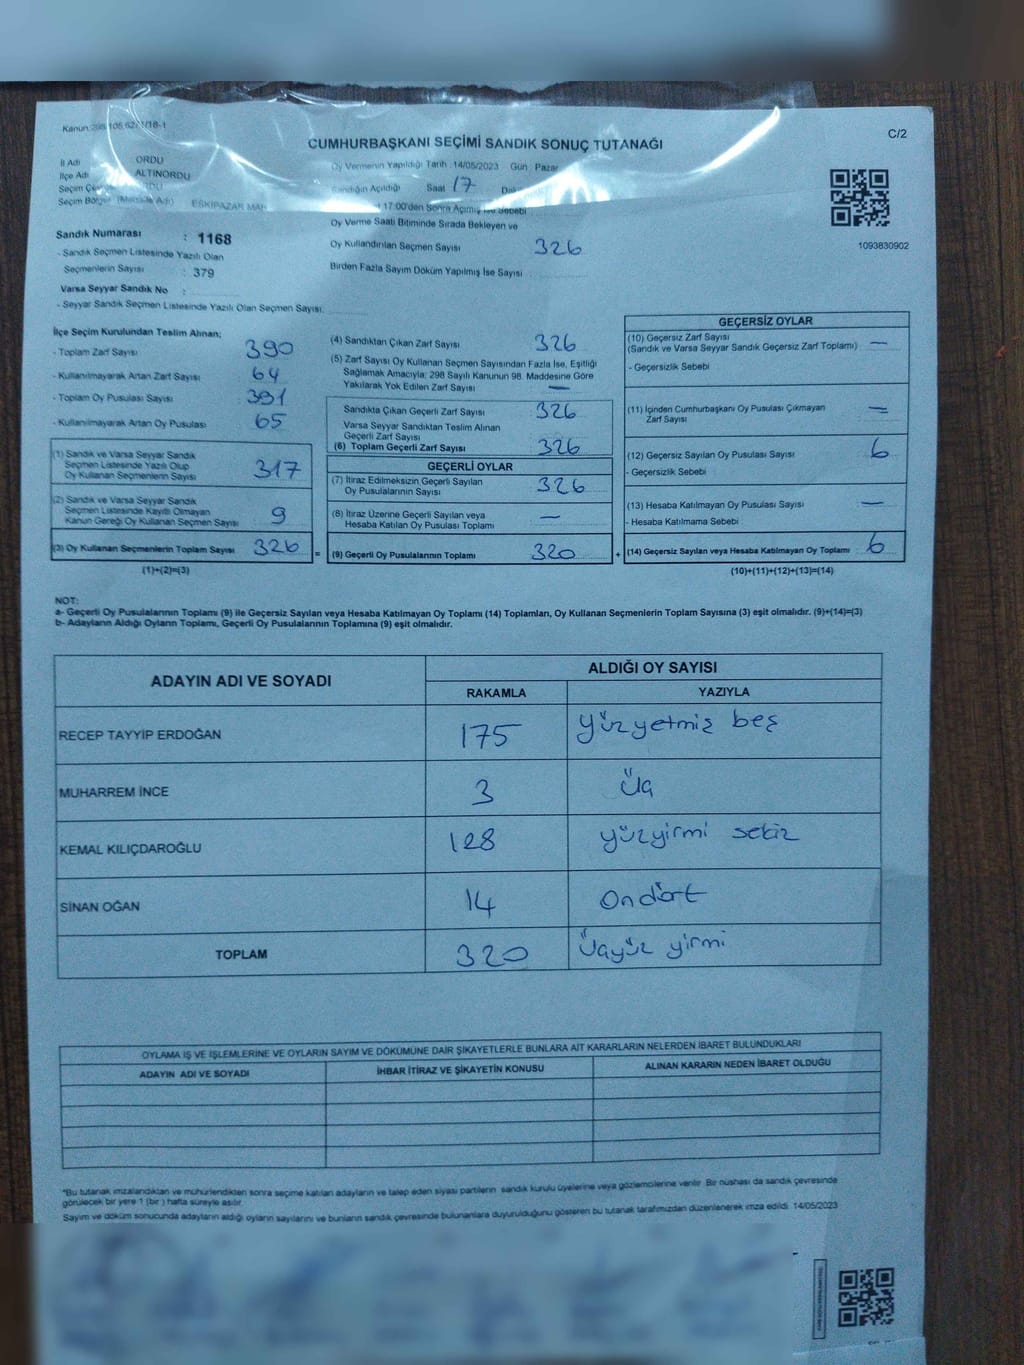 C/2
CUMHURBAŞKANI SEÇİMİ SANDIK SONUÇ TUTANAĞI
İl Adı ORDU
İlçe Adı ALTINORDU
Seçim
Seçim Bölgesi (Mahalle Adı) ESKİPAZAR MAH
Oy Vermenin Yapıldığı Tarih : 14/05/2023 Gün : Pazar
Sandığın Açıldığı Saat 17
17:00'den Sonra Açılmış İse Sebebi :
Oy Verme Saati Bitiminde Sırada Bekleyen ve
Oy Kullandırılan Seçmen Sayısı 326
Birden Fazla Sayım Döküm Yapılmış İse Sayısı :
1093830902
Sandık Numarası : 1168
- Sandık Seçmen Listesinde Yazılı Olan
Seçmenlerin Sayısı : 379
Varsa Seyyar Sandık No :
- Seyyar Sandık Seçmen Listesinde Yazılı Olan Seçmen Sayısı:
İlçe Seçim Kurulundan Teslim Alınan;
- Toplam Zarf Sayısı : 390
- Kullanılmayarak Artan Zarf Sayısı : 64
- Toplam Oy Pusulası Sayısı : 391
- Kullanılmayarak Artan Oy Pusulası : 65
(1) Sandık ve Varsa Seyyar Sandık
Seçmen Listesinde Yazılı Olup
Oy Kullanan Seçmenlerin Sayısı 317
(2) Sandık ve Varsa Seyyar Sandık
Seçmen Listesinde Kayıtlı Olmayan
Kanun Gereği Oy Kullanan Seçmen Sayısı 9
(3) Oy Kullanan Seçmenlerin Toplam Sayısı 326 =
(1)+(2)=(3)
(4) Sandıktan Çıkan Zarf Sayısı 326
(5) Zarf Sayısı Oy Kullanan Seçmen Sayısından Fazla İse, Eşitliği
Sağlamak Amacıyla; 298 Sayılı Kanunun 98. Maddesine Göre
Yakılarak Yok Edilen Zarf Sayısı —
Sandıkta Çıkan Geçerli Zarf Sayısı 326
Varsa Seyyar Sandıktan Teslim Alınan
Geçerli Zarf Sayısı
(6) Toplam Geçerli Zarf Sayısı 326
GEÇERLİ OYLAR
(7) İtiraz Edilmeksizin Geçerli Sayılan
Oy Pusulalarının Sayısı 326
(8) İtiraz Üzerine Geçerli Sayılan veya
Hesaba Katılan Oy Pusulası Toplamı —
(9) Geçerli Oy Pusulalarının Toplamı 320 +
GEÇERSİZ OYLAR
(10) Geçersiz Zarf Sayısı
(Sandık ve Varsa Seyyar Sandık Geçersiz Zarf Toplamı) —
- Geçersizlik Sebebi
(11) İçinden Cumhurbaşkanı Oy Pusulası Çıkmayan
Zarf Sayısı —
(12) Geçersiz Sayılan Oy Pusulası Sayısı 6
- Geçersizlik Sebebi
(13) Hesaba Katılmayan Oy Pusulası Sayısı —
- Hesaba Katılmama Sebebi
(14) Geçersiz Sayılan veya Hesaba Katılmayan Oy Toplamı 6
(10)+(11)+(12)+(13)=(14)
NOT:
a- Geçerli Oy Pusulalarının Toplamı (9) ile Geçersiz Sayılan veya Hesaba Katılmayan Oy Toplamı (14) Toplamları, Oy Kullanan Seçmenlerin Toplam Sayısına (3) eşit olmalıdır. (9)+(14)=(3)
b- Adayların Aldığı Oyların Toplamı, Geçerli Oy Pusulalarının Toplamına (9) eşit olmalıdır.
ADAYIN ADI VE SOYADI ALDIĞI OY SAYISI
RAKAMLA YAZIYLA
RECEP TAYYİP ERDOĞAN 175 yüzyetmiş beş
MUHARREM İNCE 3 üç
KEMAL KILIÇDAROĞLU 128 yüzyirmi sekiz
SİNAN OĞAN 14 ondört
TOPLAM 320 üçyüz yirmi
OYLAMA İŞ VE İŞLEMLERİNE VE OYLARIN SAYIM VE DÖKÜMÜNE DAİR ŞİKAYETLERLE BUNLARA AİT KARARLARIN NELERDEN İBARET BULUNDUKLARI
ADAYIN ADI VE SOYADI İHBAR İTİRAZ VE ŞİKAYETİN KONUSU ALINAN KARARIN NEDEN İBARET OLDUĞU
*Bu tutanak imzalandıktan ve mühürlendikten sonra seçime katılan adayların ve talep eden siyasi partilerin sandık kurulu üyelerine veya gözlemcilerine verilir. Bir nüshası da sandık çevresinde
görülecek bir yere 1 (bir) hafta süreyle asılır.
Sayım ve döküm sonucunda adayların aldığı oyların sayılarını ve bunların sandık çevresinde bulunanlara duyurulduğunu gösteren bu tutanak tarafımızdan düzenlenerek imza edildi. 14/05/2023